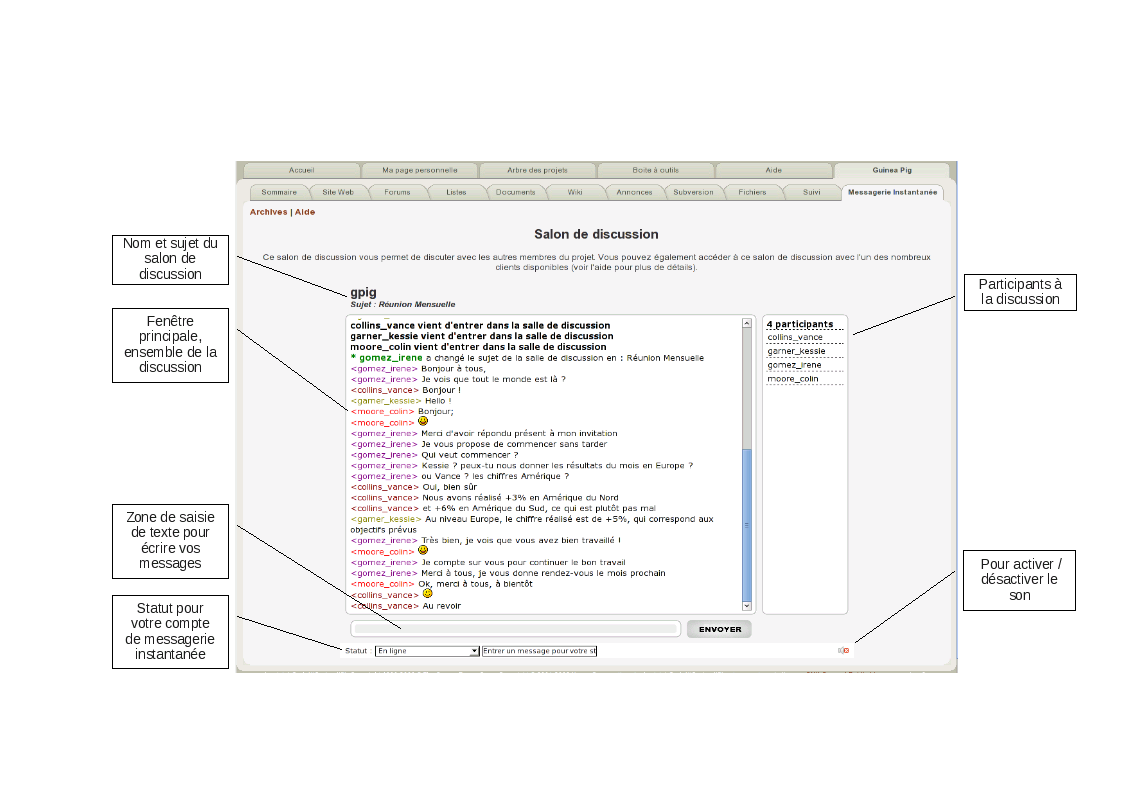 Accueil Ma page personnelle Arbre des projets Boite à outils Aide Guinea Pig
Sommaire Site Web Forums Listes Documents Wiki Annonces Subversion Fichiers Suivi Messagerie Instantanée
Archives | Aide
Salon de discussion
Ce salon de discussion vous permet de discuter avec les autres membres du projet. Vous pouvez également accéder à ce salon de discussion avec l'un des nombreux
clients disponibles (voir l'aide pour plus de détails).
Nom et sujet du
salon de
discussion
gpig
Sujet : Réunion Mensuelle
Participants à
la discussion
Fenêtre
principale,
ensemble de la
discussion
collins_vance vient d'entrer dans la salle de discussion
garner_kessie vient d'entrer dans la salle de discussion
moore_colin vient d'entrer dans la salle de discussion
* gomez_irene a changé le sujet de la salle de discussion en : Réunion Mensuelle
<gomez_irene> Bonjour à tous,
<gomez_irene> Je vois que tout le monde est là ?
<collins_vance> Bonjour !
<garner_kessie> Hello !
<moore_colin> Bonjour;
<moore_colin>
<gomez_irene> Merci d'avoir répondu présent à mon invitation
<gomez_irene> Je vous propose de commencer sans tarder
<gomez_irene> Qui veut commencer ?
<gomez_irene> Kessie ? peux-tu nous donner les résultats du mois en Europe ?
<gomez_irene> ou Vance ? les chiffres Amérique ?
<collins_vance> Oui, bien sûr
<collins_vance> Nous avons réalisé +3% en Amérique du Nord
<collins_vance> et +6% en Amérique du Sud, ce qui est plutôt pas mal
<garner_kessie> Au niveau Europe, le chiffre réalisé est de +5%, qui correspond aux
objectifs prévus
<gomez_irene> Très bien, je vois que vous avez bien travaillé !
<moore_colin>
<gomez_irene> Je compte sur vous pour continuer le bon travail
<gomez_irene> Merci à tous, je vous donne rendez-vous le mois prochain
<moore_colin> Ok, merci à tous, à bientôt
<collins_vance>
<collins_vance> Au revoir
4 participants
collins_vance
garner_kessie
gomez_irene
moore_colin
Zone de saisie
de texte pour
écrire vos
messages
ENVOYER
Pour activer /
désactiver le
son
Statut pour
votre compte
de messagerie
instantanée
Statut : En ligne Entrer un message pour votre st